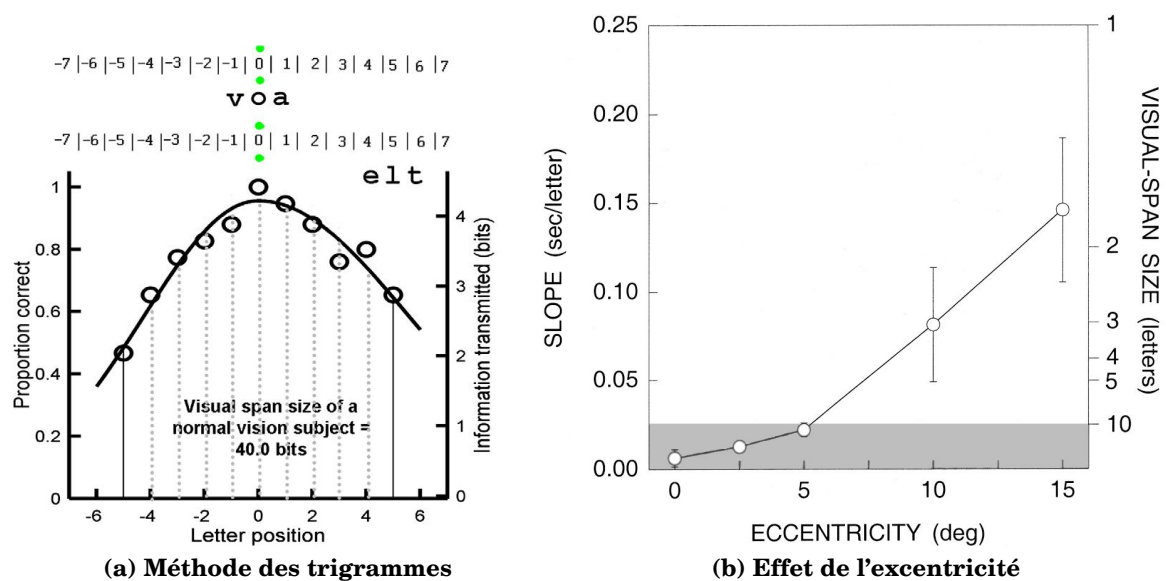 -7 |-6 |-5 |-4 |-3 |-2 |-1 | 0 | 1 | 2 | 3 | 4 | 5 | 6 | 7
v o a
-7 |-6 |-5 |-4 |-3 |-2 |-1 | 0 | 1 | 2 | 3 | 4 | 5 | 6 | 7
elt
Proportion correct
1
0.8
0.6
0.4
0.2
0
Information transmitted (bits)
4
3
2
1
0
Visual span size of a
normal vision subject =
40.0 bits
-6 -4 -2 0 2 4 6
Letter position
(a) Méthode des trigrammes
SLOPE (sec/letter)
0.25
0.20
0.15
0.10
0.05
0.00
VISUAL-SPAN SIZE (letters)
1
2
3
4
5
10
0 5 10 15
ECCENTRICITY (deg)
(b) Effet de l'excentricité